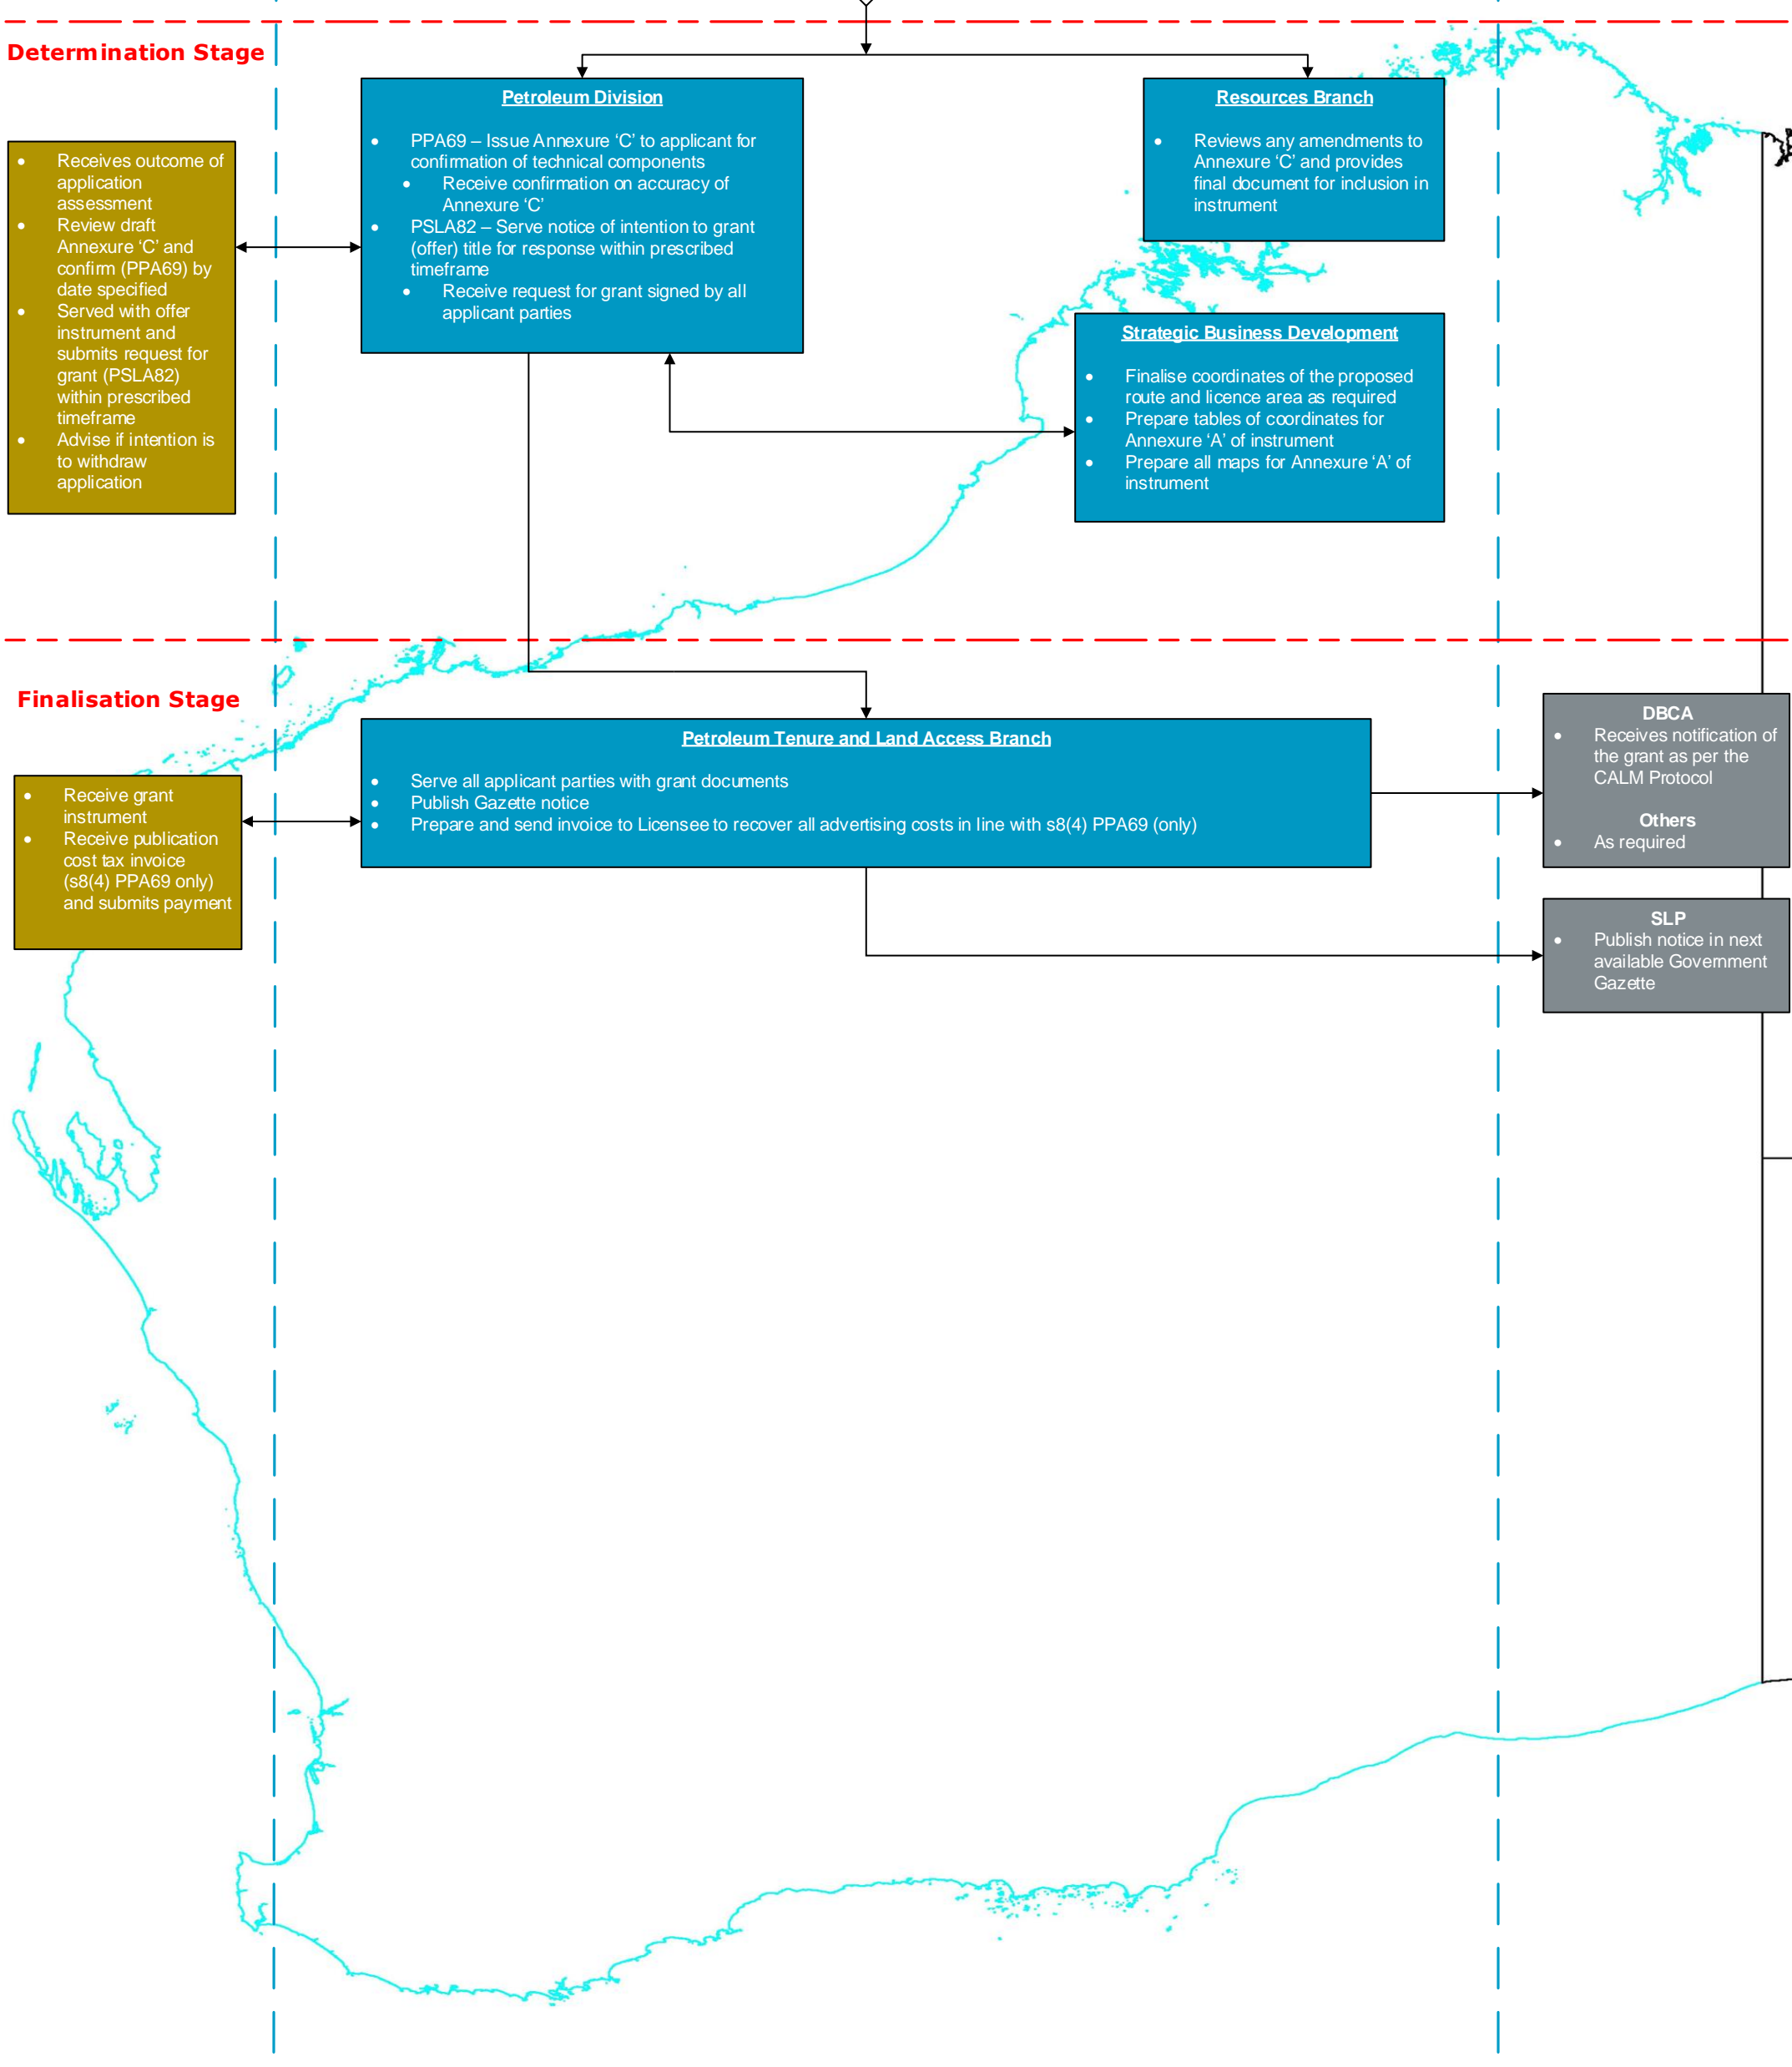 Determination Stage
Petroleum Division
• PPA69 – Issue Annexure ‘C’ to applicant for
confirmation of technical components
• Receive confirmation on accuracy of
Annexure ‘C’
• PSLA82 – Serve notice of intention to grant
(offer) title for response within prescribed
timeframe
• Receive request for grant signed by all
applicant parties
Resources Branch
• Reviews any amendments to
Annexure ‘C’ and provides
final document for inclusion in
instrument
• Receives outcome of
application
assessment
• Review draft
Annexure ‘C’ and
confirm (PPA69) by
date specified
• Served with offer
instrument and
submits request for
grant (PSLA82)
within prescribed
timeframe
• Advise if intention is
to withdraw
application
Strategic Business Development
• Finalise coordinates of the proposed
route and licence area as required
• Prepare tables of coordinates for
Annexure ‘A’ of instrument
• Prepare all maps for Annexure ‘A’ of
instrument
Finalisation Stage
Petroleum Tenure and Land Access Branch
• Serve all applicant parties with grant documents
• Publish Gazette notice
• Prepare and send invoice to Licensee to recover all advertising costs in line with s8(4) PPA69 (only)
DBCA
• Receives notification of
the grant as per the
CALM Protocol
Others
• As required
• Receive grant
instrument
• Receive publication
cost tax invoice
(s8(4) PPA69 only)
and submits payment
SLP
• Publish notice in next
available Government
Gazette